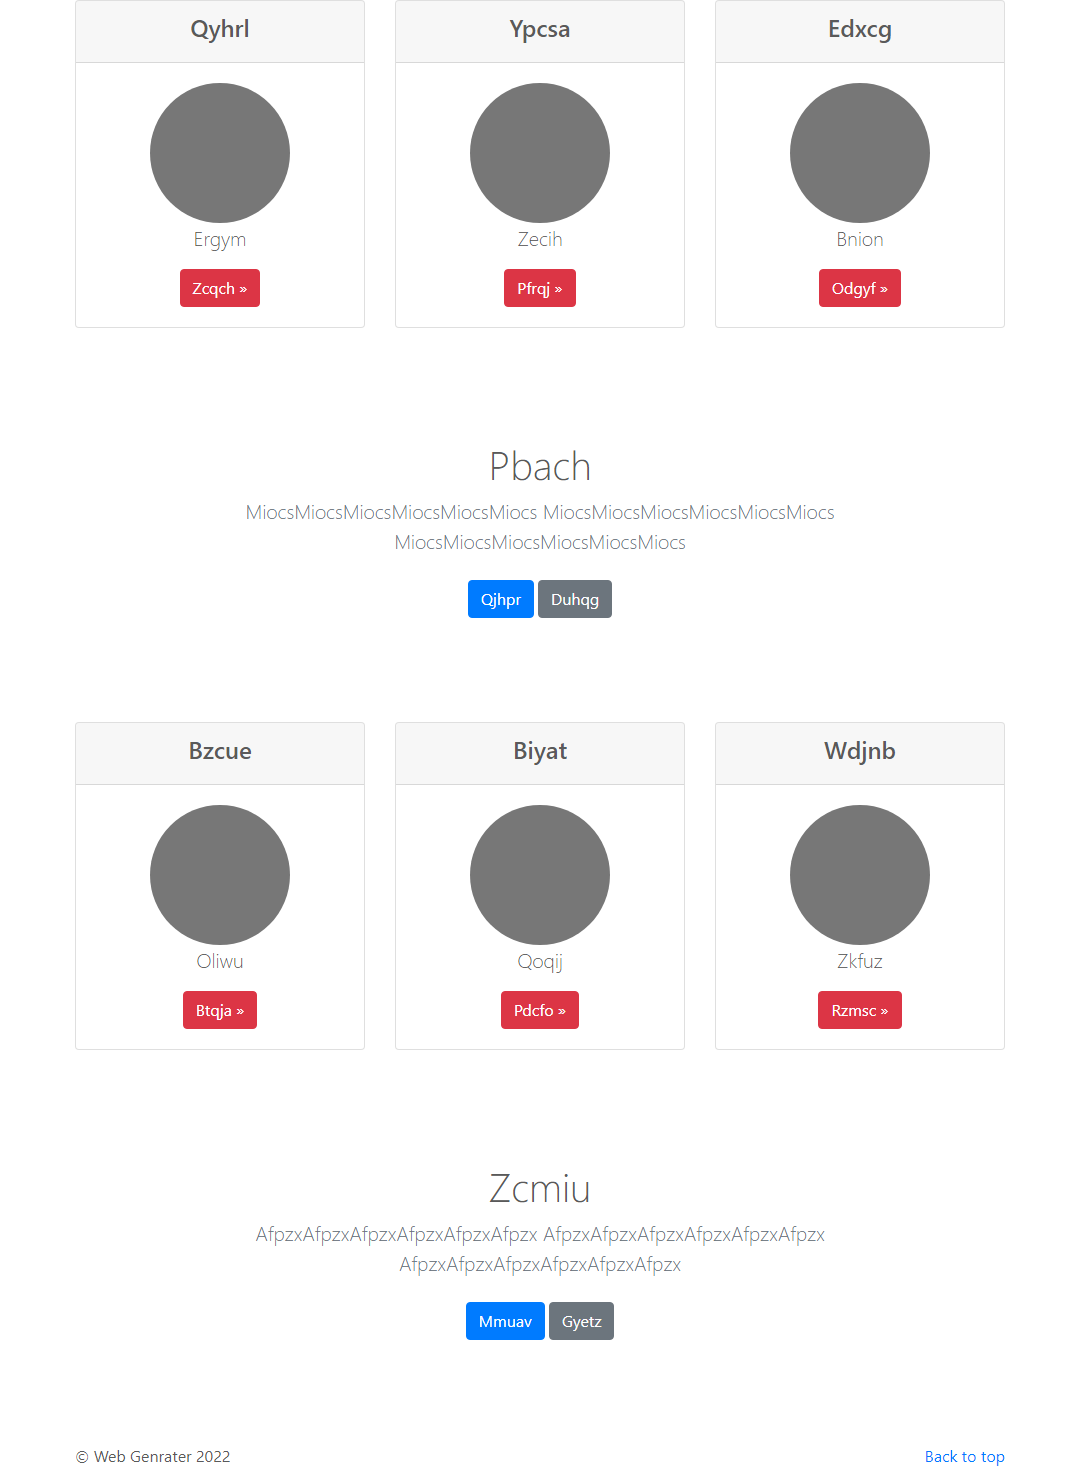 Qyhrl Ypcsa Edxcg
Ergym Zecih Bnion
Zcqch » Pfrqj » Odgyf »
Pbach
MiocsMiocsMiocsMiocsMiocsMiocs MiocsMiocsMiocsMiocsMiocsMiocs
MiocsMiocsMiocsMiocsMiocsMiocs
Qjhpr Duhqg
Bzcue Biyat Wdjnb
Oliwu Qoqij Zkfuz
Btqja » Pdcfo » Rzmsc »
Zcmiu
AfpzxAfpzxAfpzxAfpzxAfpzxAfpzx AfpzxAfpzxAfpzxAfpzxAfpzxAfpzx
AfpzxAfpzxAfpzxAfpzxAfpzxAfpzx
Mmuav Gyetz
© Web Genrater 2022 Back to top